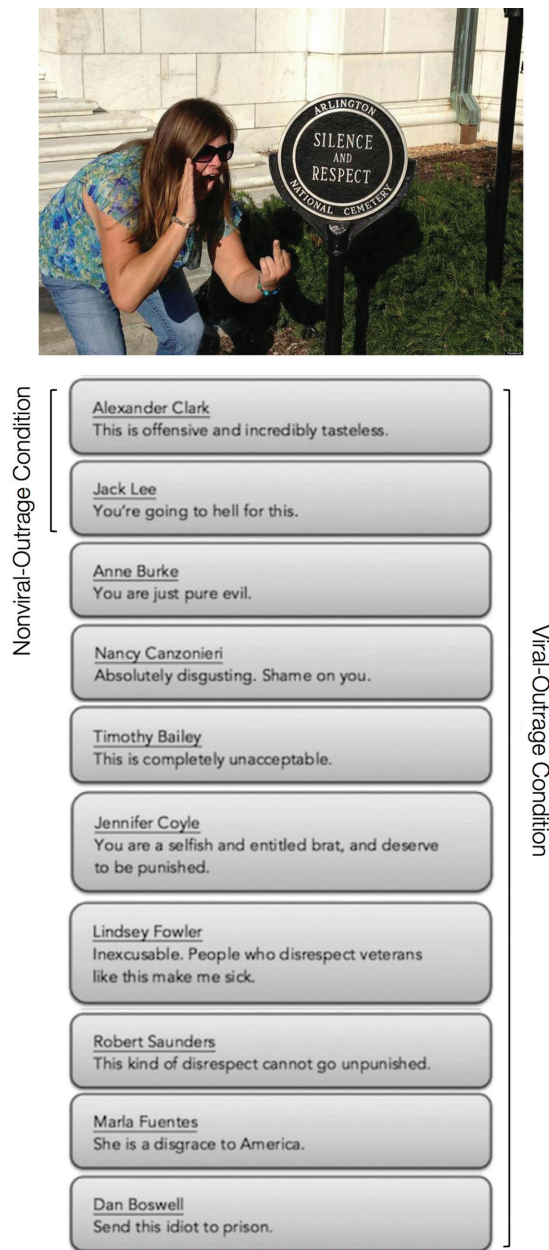 ARLINGTON
SILENCE
AND
RESPECT
NATIONAL CEMETERY
Nonviral-Outrage Condition
Viral-Outrage Condition
Alexander Clark
This is offensive and incredibly tasteless.
Jack Lee
You're going to hell for this.
Anne Burke
You are just pure evil.
Nancy Canzonieri
Absolutely disgusting. Shame on you.
Timothy Bailey
This is completely unacceptable.
Jennifer Coyle
You are a selfish and entitled brat, and deserve
to be punished.
Lindsey Fowler
Inexcusable. People who disrespect veterans
like this make me sick.
Robert Saunders
This kind of disrespect cannot go unpunished.
Marla Fuentes
She is a disgrace to America.
Dan Boswell
Send this idiot to prison.